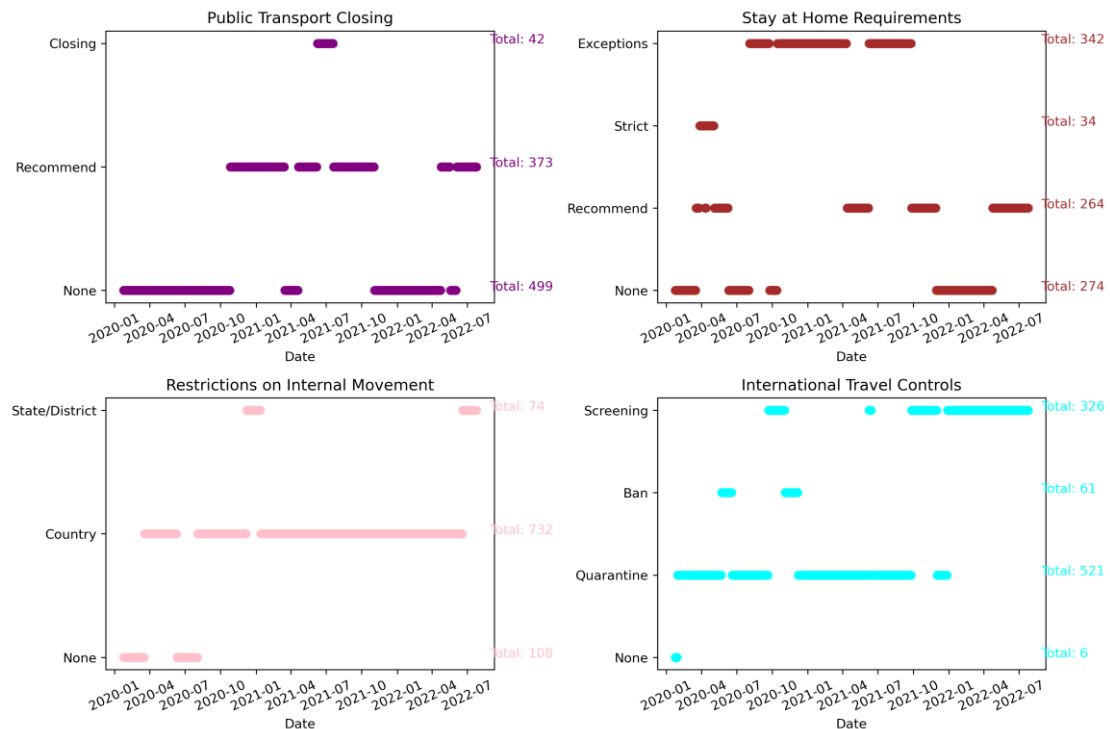 Public Transport Closing
Closing
Total: 42
Recommend
Total: 373
None
Total: 499
2020-01 2020-04 2020-07 2020-10 2021-01 2021-04 2021-07 2021-10 2022-01 2022-04 2022-07
Date
Stay at Home Requirements
Exceptions
Total: 342
Strict
Total: 34
Recommend
Total: 264
None
Total: 274
2020-01 2020-04 2020-07 2020-10 2021-01 2021-04 2021-07 2021-10 2022-01 2022-04 2022-07
Date
Restrictions on Internal Movement
State/District
Total: 74
Country
Total: 732
None
Total: 108
2020-01 2020-04 2020-07 2020-10 2021-01 2021-04 2021-07 2021-10 2022-01 2022-04 2022-07
Date
International Travel Controls
Screening
Total: 326
Ban
Total: 61
Quarantine
Total: 521
None
Total: 6
2020-01 2020-04 2020-07 2020-10 2021-01 2021-04 2021-07 2021-10 2022-01 2022-04 2022-07
Date